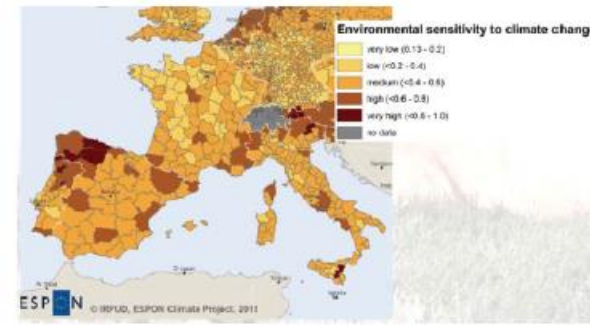 Environmental sensitivity to climate chang
very low (0.13 - 0.2)
low (<0.2 - 0.4)
medium (<0.4 - 0.6)
high (<0.6 - 0.8)
very high (<0.8 - 1.0)
no data
ESPON © IRPUD, ESPON Climate Project, 2011